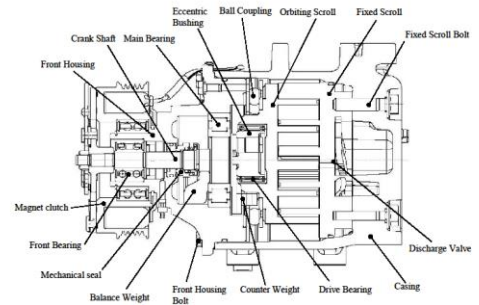 Eccentric
Bushing
Ball Coupling
Orbiting Scroll
Fixed Scroll
Crank Shaft
Main Bearing
Fixed Scroll Bolt
Front Housing
Magnet clutch
Front Bearing
Mechanical seal
Balance Weight
Front Housing
Bolt
Counter Weight
Drive Bearing
Casing
Discharge Valve